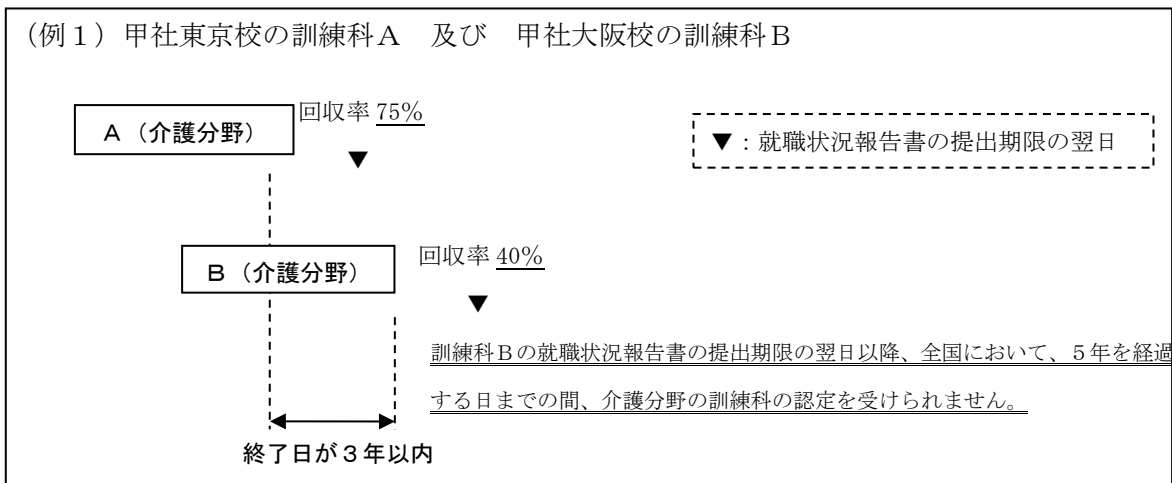 （例１）甲社東京校の訓練科Ａ　及び　甲社大阪校の訓練科Ｂ
Ａ（介護分野）
回収率 75%
▼
▼：就職状況報告書の提出期限の翌日
Ｂ（介護分野）
回収率 40%
▼
訓練科Ｂの就職状況報告書の提出期限の翌日以降、全国において、５年を経過
する日までの間、介護分野の訓練科の認定を受けられません。
終了日が３年以内